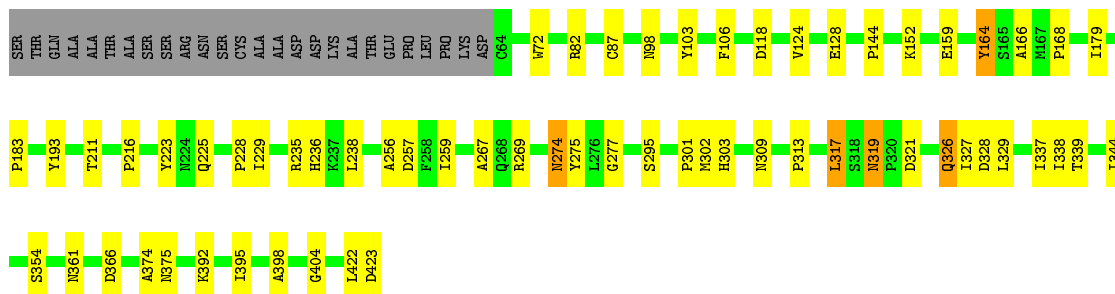 SER THR GLN ALA ALA THR ALA SER SER ARG ASN SER CYS ALA ALA ASP ASP LYS ALA THR GLU PRO LEU PRO LYS ASP C64 W72 R82 C87 N98 Y103 F106 D118 V124 E128 P144 K152 E159 Y164 S165 A166 M167 P168 I179
P183 Y193 T211 P216 Y223 N224 Q225 P228 I229 R235 H236 K237 L238 A256 D257 F258 I259 A267 Q268 R269 N274 Y275 L276 G277 S295 P301 M302 H303 N309 P313 L317 S318 N319 P320 D321 Q326 I327 D328 L329 I337 I338 T339
S354 N361 D366 A374 N375 K392 I395 A398 G404 L422 D423